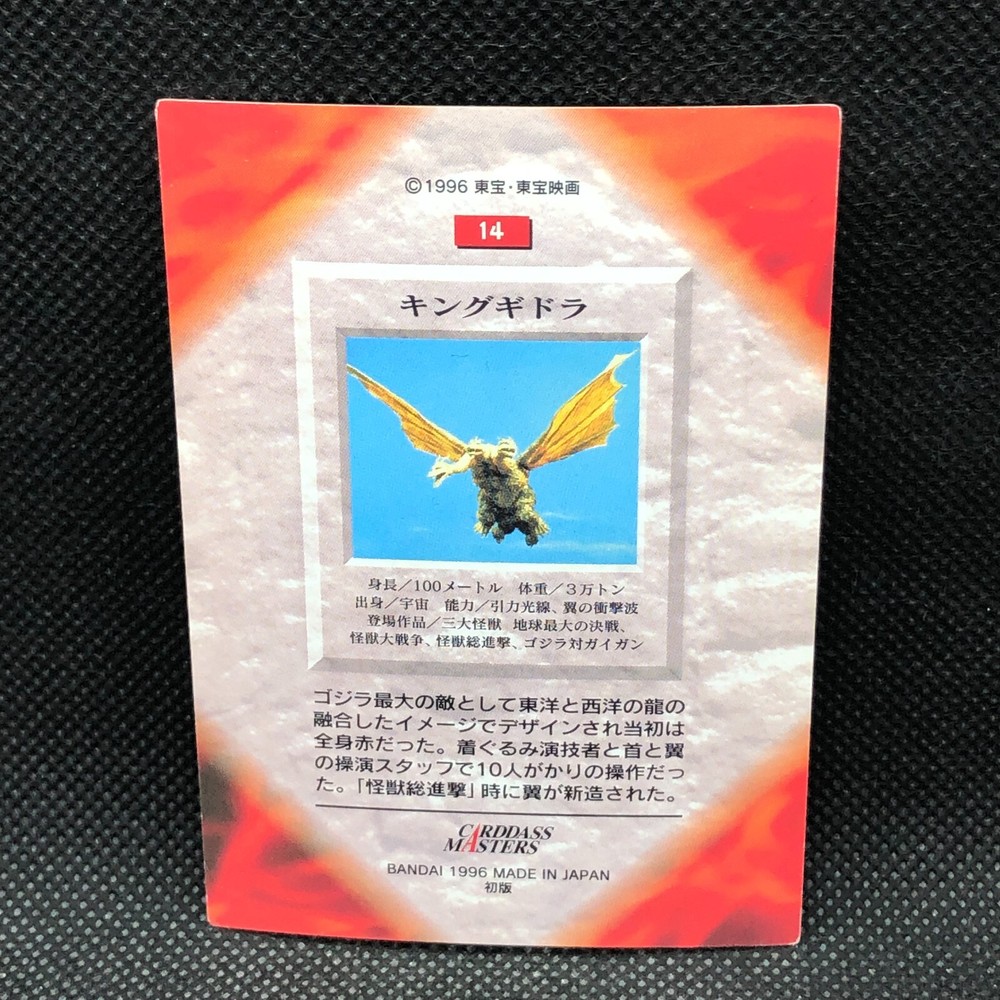 ©1996 東宝・東宝映画
14
キングギドラ
身長／100メートル　体重／3万トン
出身／宇宙　能力／引力光線、翼の衝撃波
登場作品／三大怪獣　地球最大の決戦、
怪獣大戦争、怪獣総進撃、ゴジラ対ガイガン
ゴジラ最大の敵として東洋と西洋の龍の
融合したイメージでデザインされ当初は
全身赤だった。着ぐるみ演技者と首と翼
の操演スタッフで10人がかりの操作だっ
た。「怪獣総進撃」時に翼が新造された。
CARDDASS
MASTERS
BANDAI 1996 MADE IN JAPAN
初版